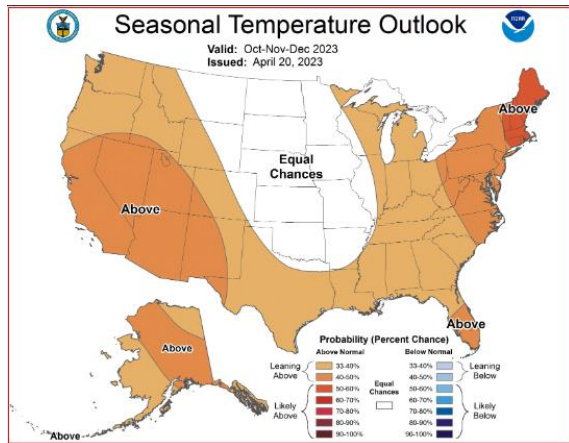 Seasonal Temperature Outlook
Valid: Oct-Nov-Dec 2023
Issued: April 20, 2023
NOAA
Above
Equal
Chances
Above
Above
Above
Above
Probability (Percent Chance)
Above Normal
Below Normal
Leaning
Above
33-40%
40-50%
Likely
Above
50-60%
60-70%
70-80%
80-90%
90-100%
Equal
Chances
33-40%
40-50%
Leaning
Below
50-60%
60-70%
70-80%
80-90%
90-100%
Likely
Below